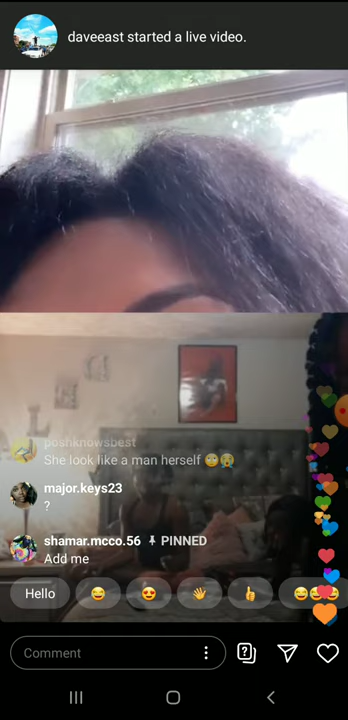 daveeast started a live video.
poshknowsbest
She look like a man herself 🙄😭
major.keys23
?
shamar.mcco.56 PINNED
Add me
Hello 😂 😍 👋 👍 😂😂😂
Comment